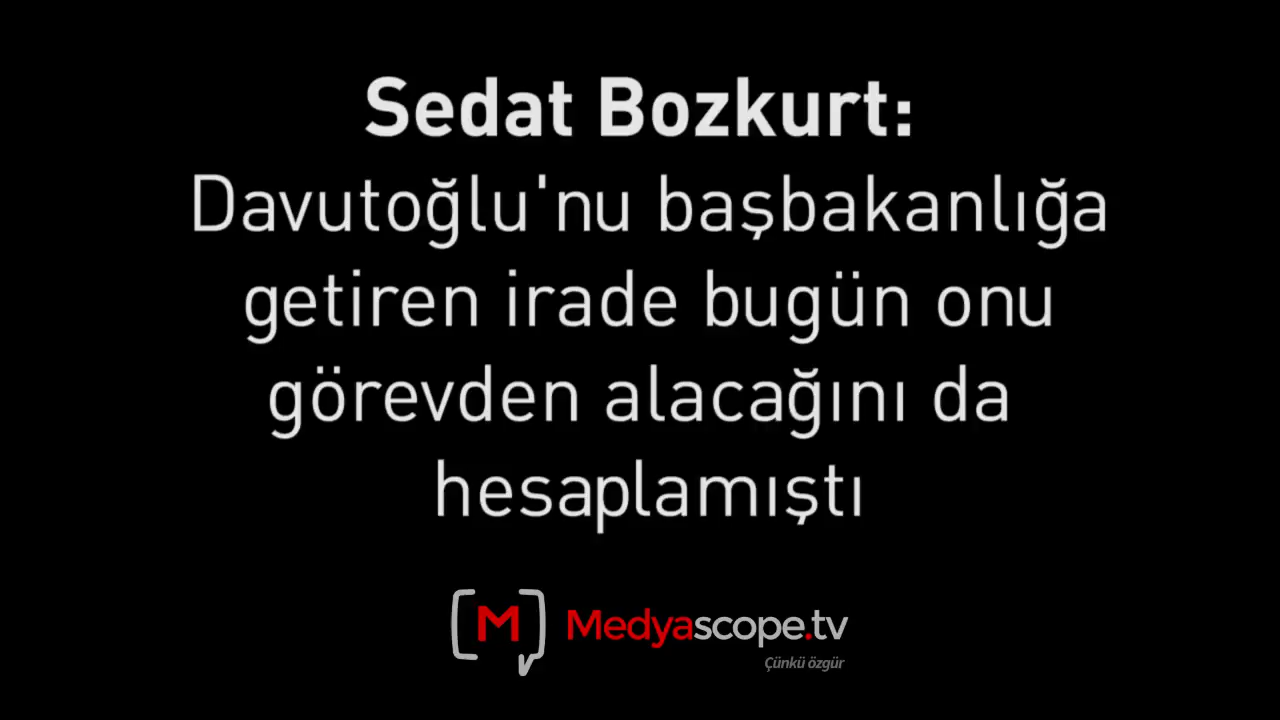 Sedat Bozkurt:
Davutoğlu'nu başbakanlığa
getiren irade bugün onu
görevden alacağını da
hesaplamıştı
M Medyascope.tv
Çünkü özgür